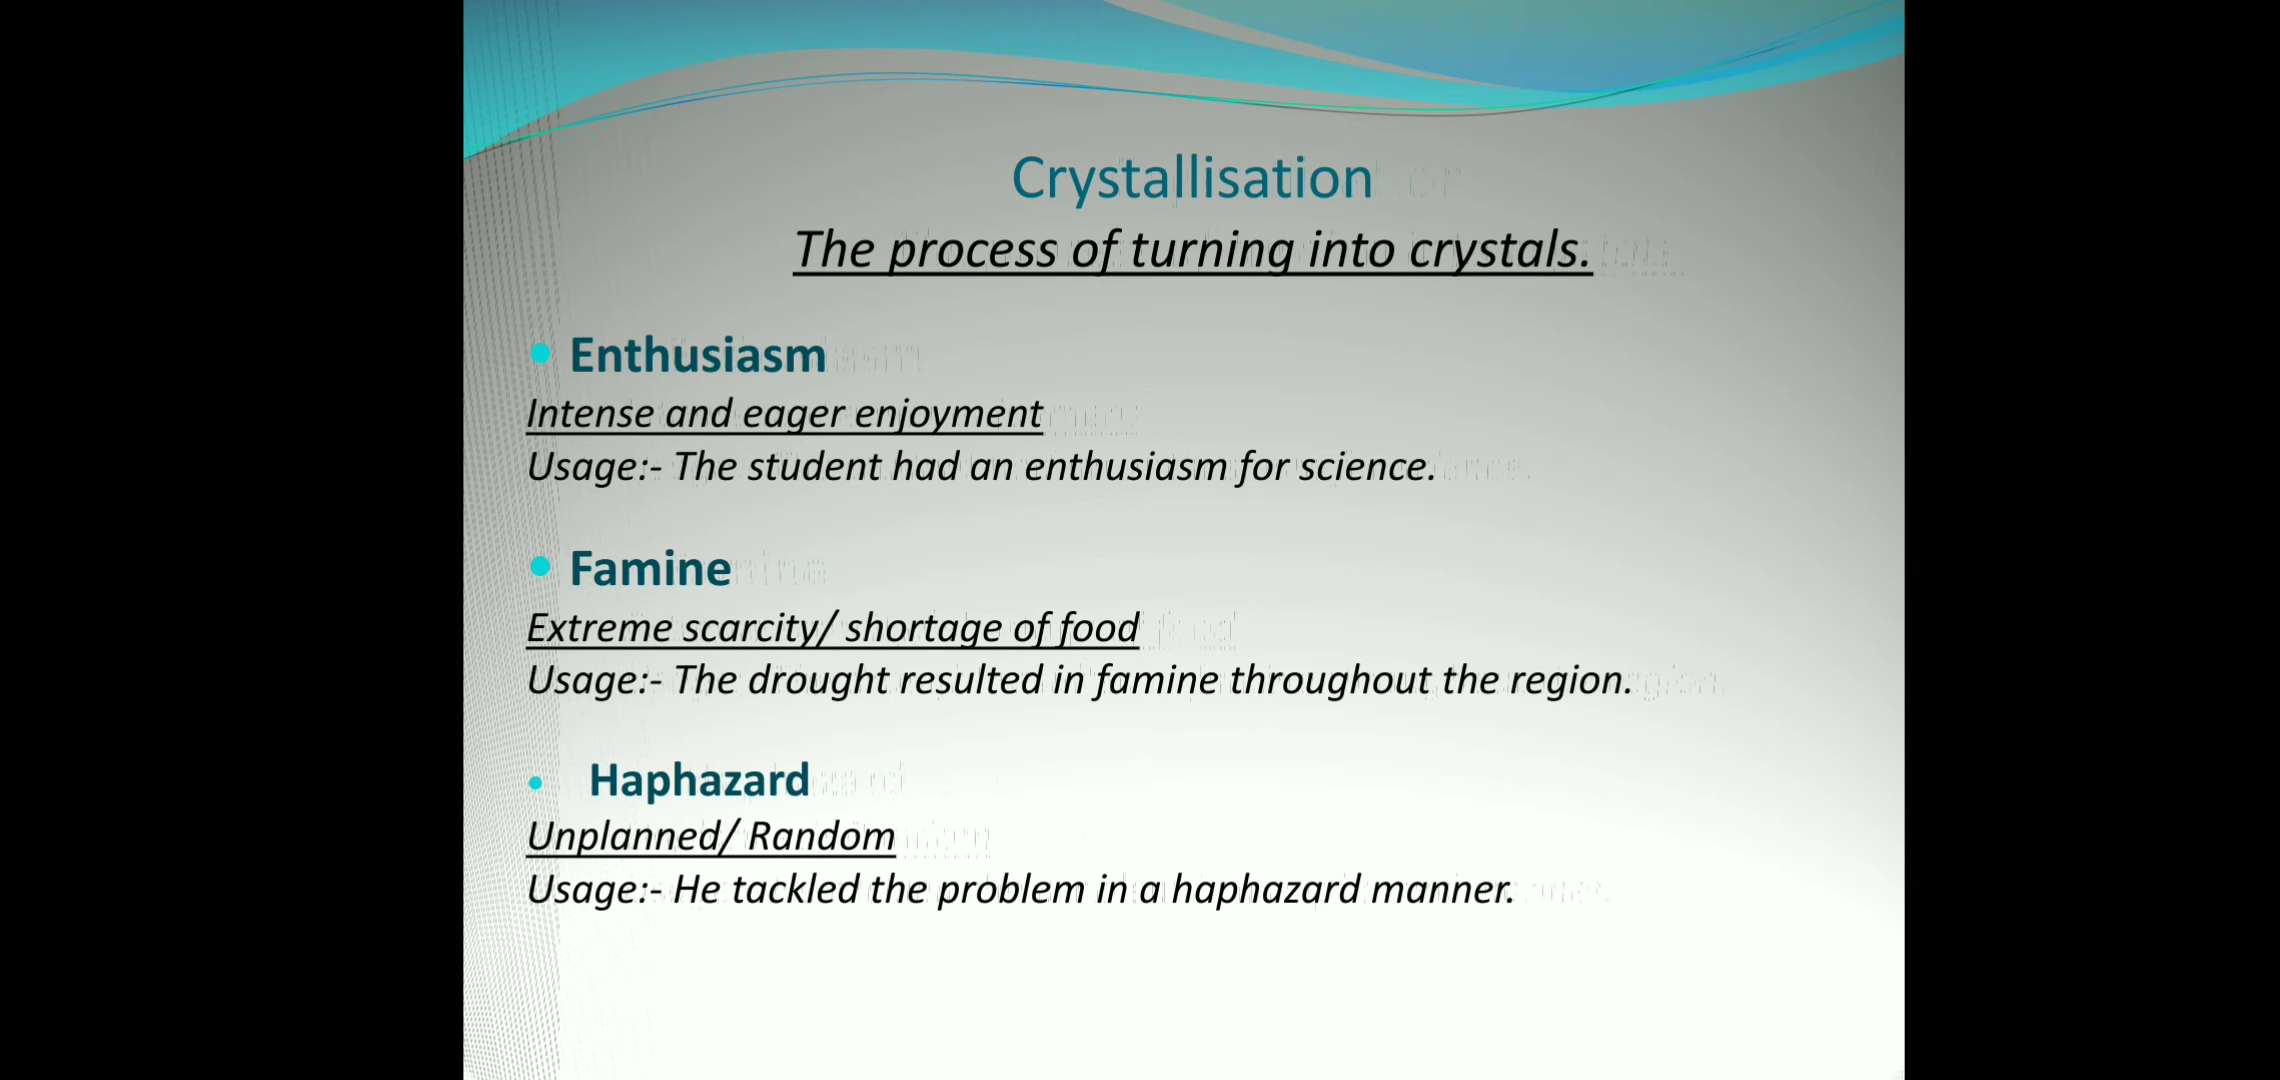 Crystallisation
The process of turning into crystals.
Enthusiasm
Intense and eager enjoyment
Usage:- The student had an enthusiasm for science.
Famine
Extreme scarcity/ shortage of food
Usage:- The drought resulted in famine throughout the region.
Haphazard
Unplanned/ Random
Usage:- He tackled the problem in a haphazard manner.